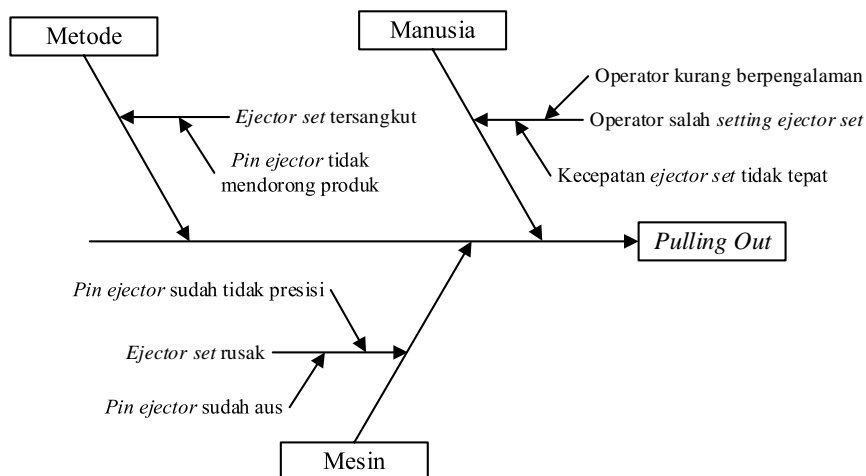 Metode
Manusia
Operator kurang berpengalaman
Ejector set tersangkut
Operator salah setting ejector set
Pin ejector tidak
mendorong produk
Kecepatan ejector set tidak tepat
Pulling Out
Pin ejector sudah tidak presisi
Ejector set rusak
Pin ejector sudah aus
Mesin